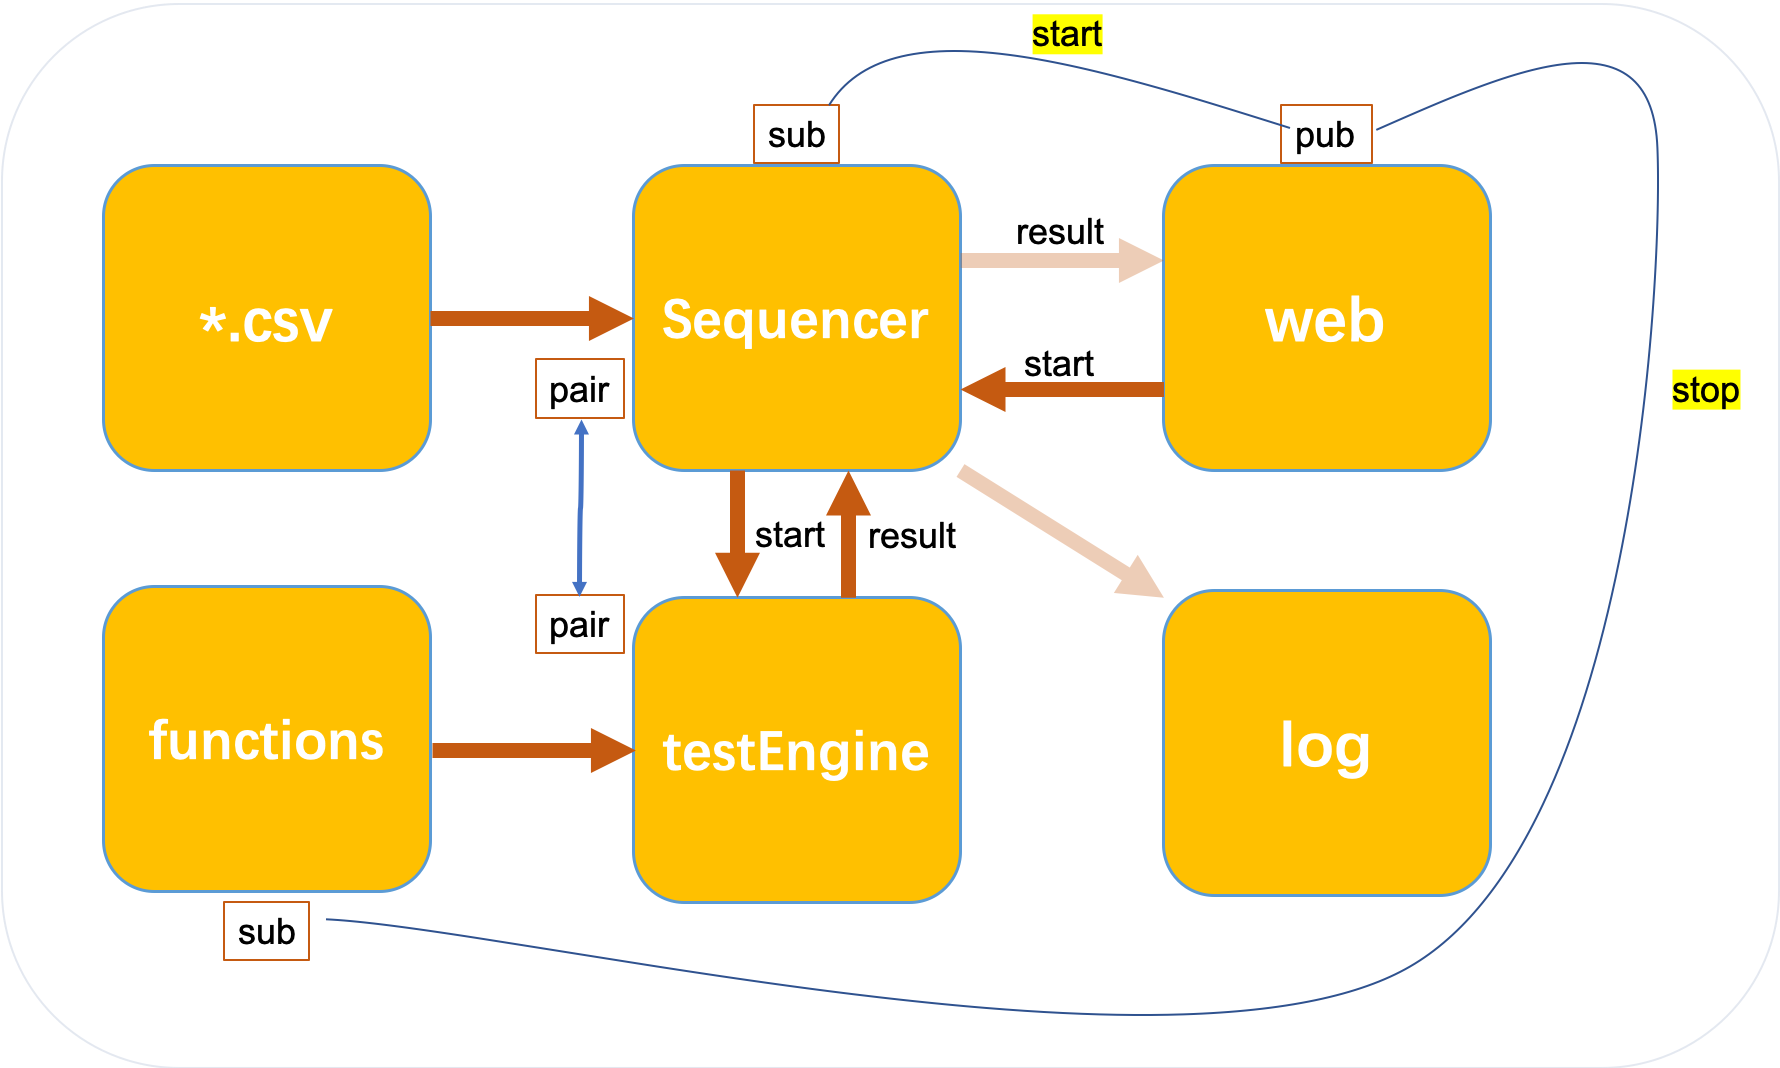 start
sub
pub
*.csv
Sequencer
result
web
start
pair
stop
start
result
pair
functions
testEngine
log
sub